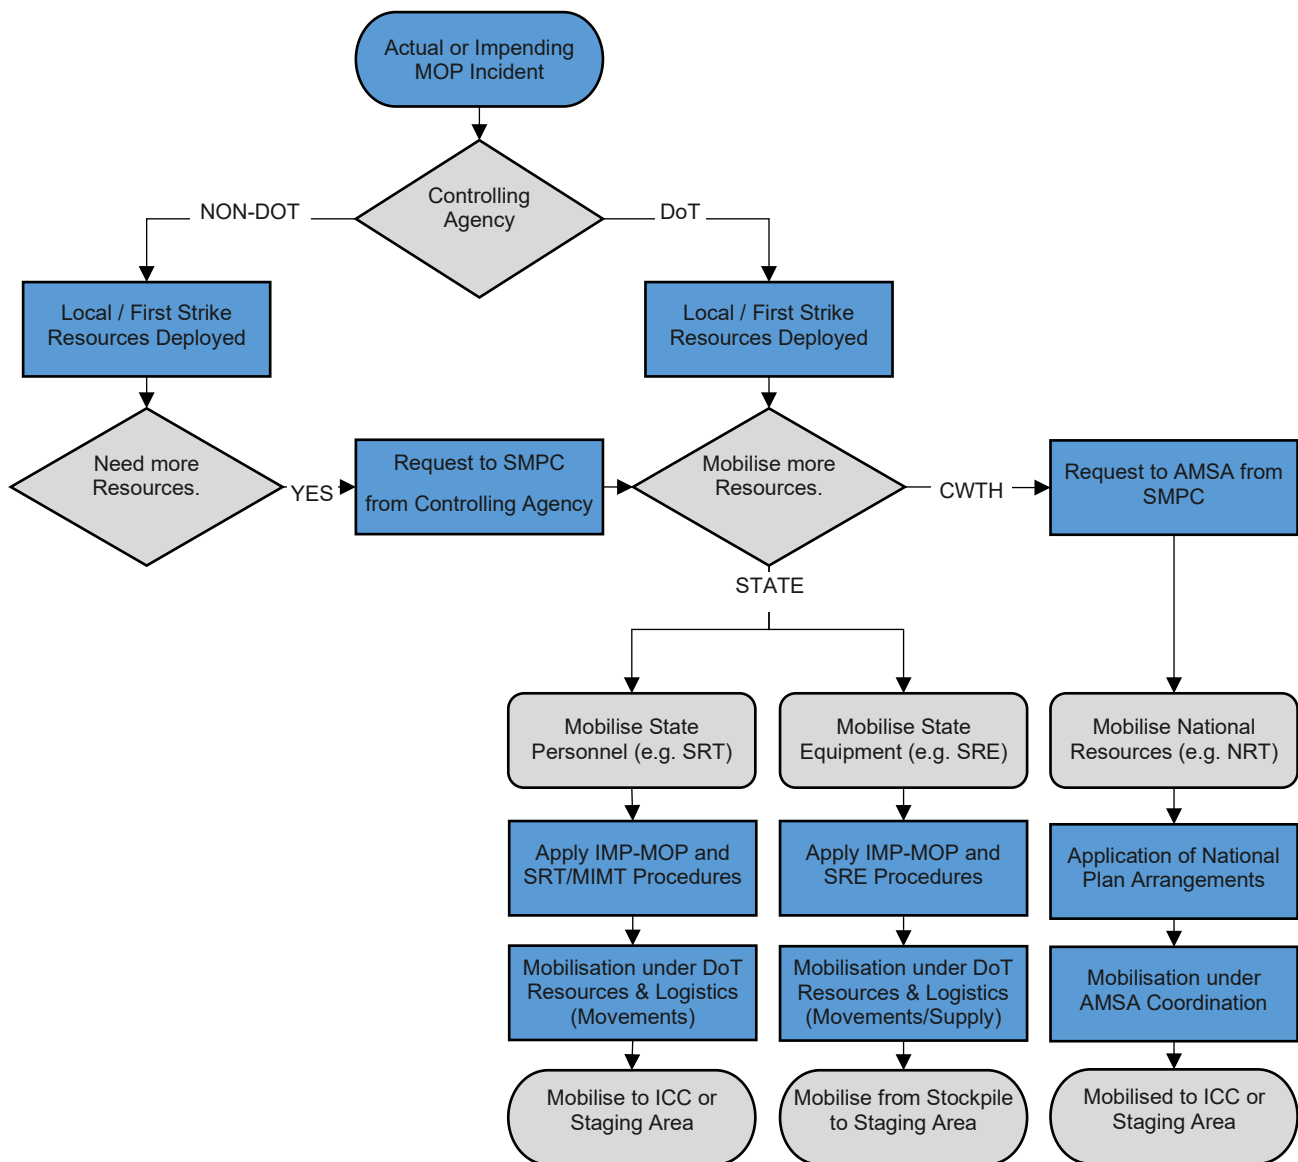 Actual or Impending
MOP Incident
Controlling
Agency
NON-DOT
DoT
Local / First Strike
Resources Deployed
Local / First Strike
Resources Deployed
Need more
Resources.
YES
Request to SMPC
from Controlling Agency
Mobilise more
Resources.
CWTH
Request to AMSA from
SMPC
STATE
Mobilise State
Personnel (e.g. SRT)
Mobilise State
Equipment (e.g. SRE)
Mobilise National
Resources (e.g. NRT)
Apply IMP-MOP and
SRT/MIMT Procedures
Apply IMP-MOP and
SRE Procedures
Application of National
Plan Arrangements
Mobilisation under DoT
Resources & Logistics
(Movements)
Mobilisation under DoT
Resources & Logistics
(Movements/Supply)
Mobilisation under
AMSA Coordination
Mobilise to ICC or
Staging Area
Mobilise from Stockpile
to Staging Area
Mobilised to ICC or
Staging Area